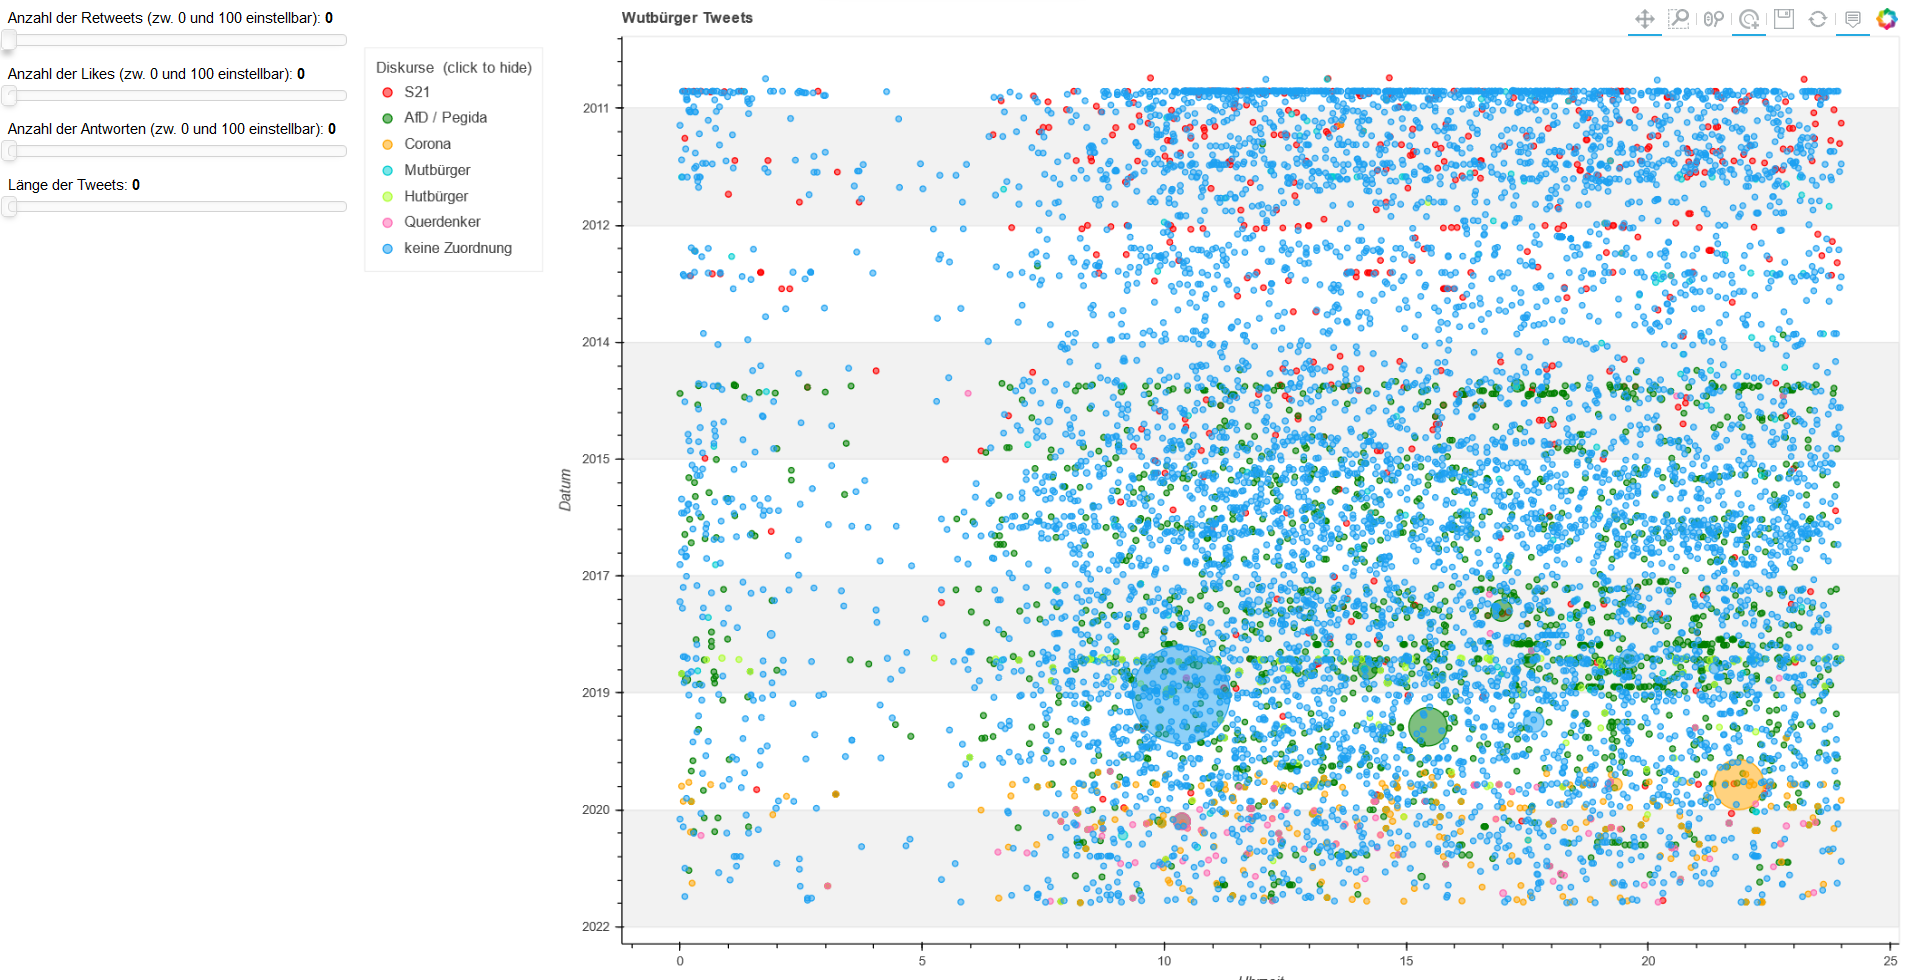 Anzahl der Retweets (zw. 0 und 100 einstellbar): 0
Anzahl der Likes (zw. 0 und 100 einstellbar): 0
Anzahl der Antworten (zw. 0 und 100 einstellbar): 0
Länge der Tweets: 0
Diskurse (click to hide)
S21
AfD / Pegida
Corona
Mutbürger
Hutbürger
Querdenker
keine Zuordnung
Wutbürger Tweets
Datum
2011
2012
2014
2015
2017
2019
2020
2022
0 5 10 15 20 25
Uhrzeit